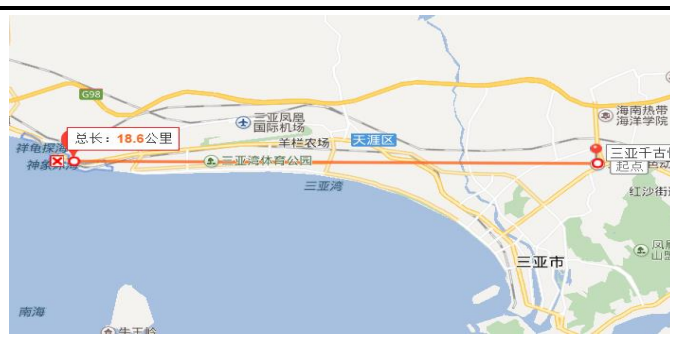 G98
海南热带
海洋学院
三亚凤凰
国际机场
总长：18.6公里
羊栏农场
天涯区
三亚千古
起点
三亚湾体育公园
三亚湾
红沙街
三亚市
南海